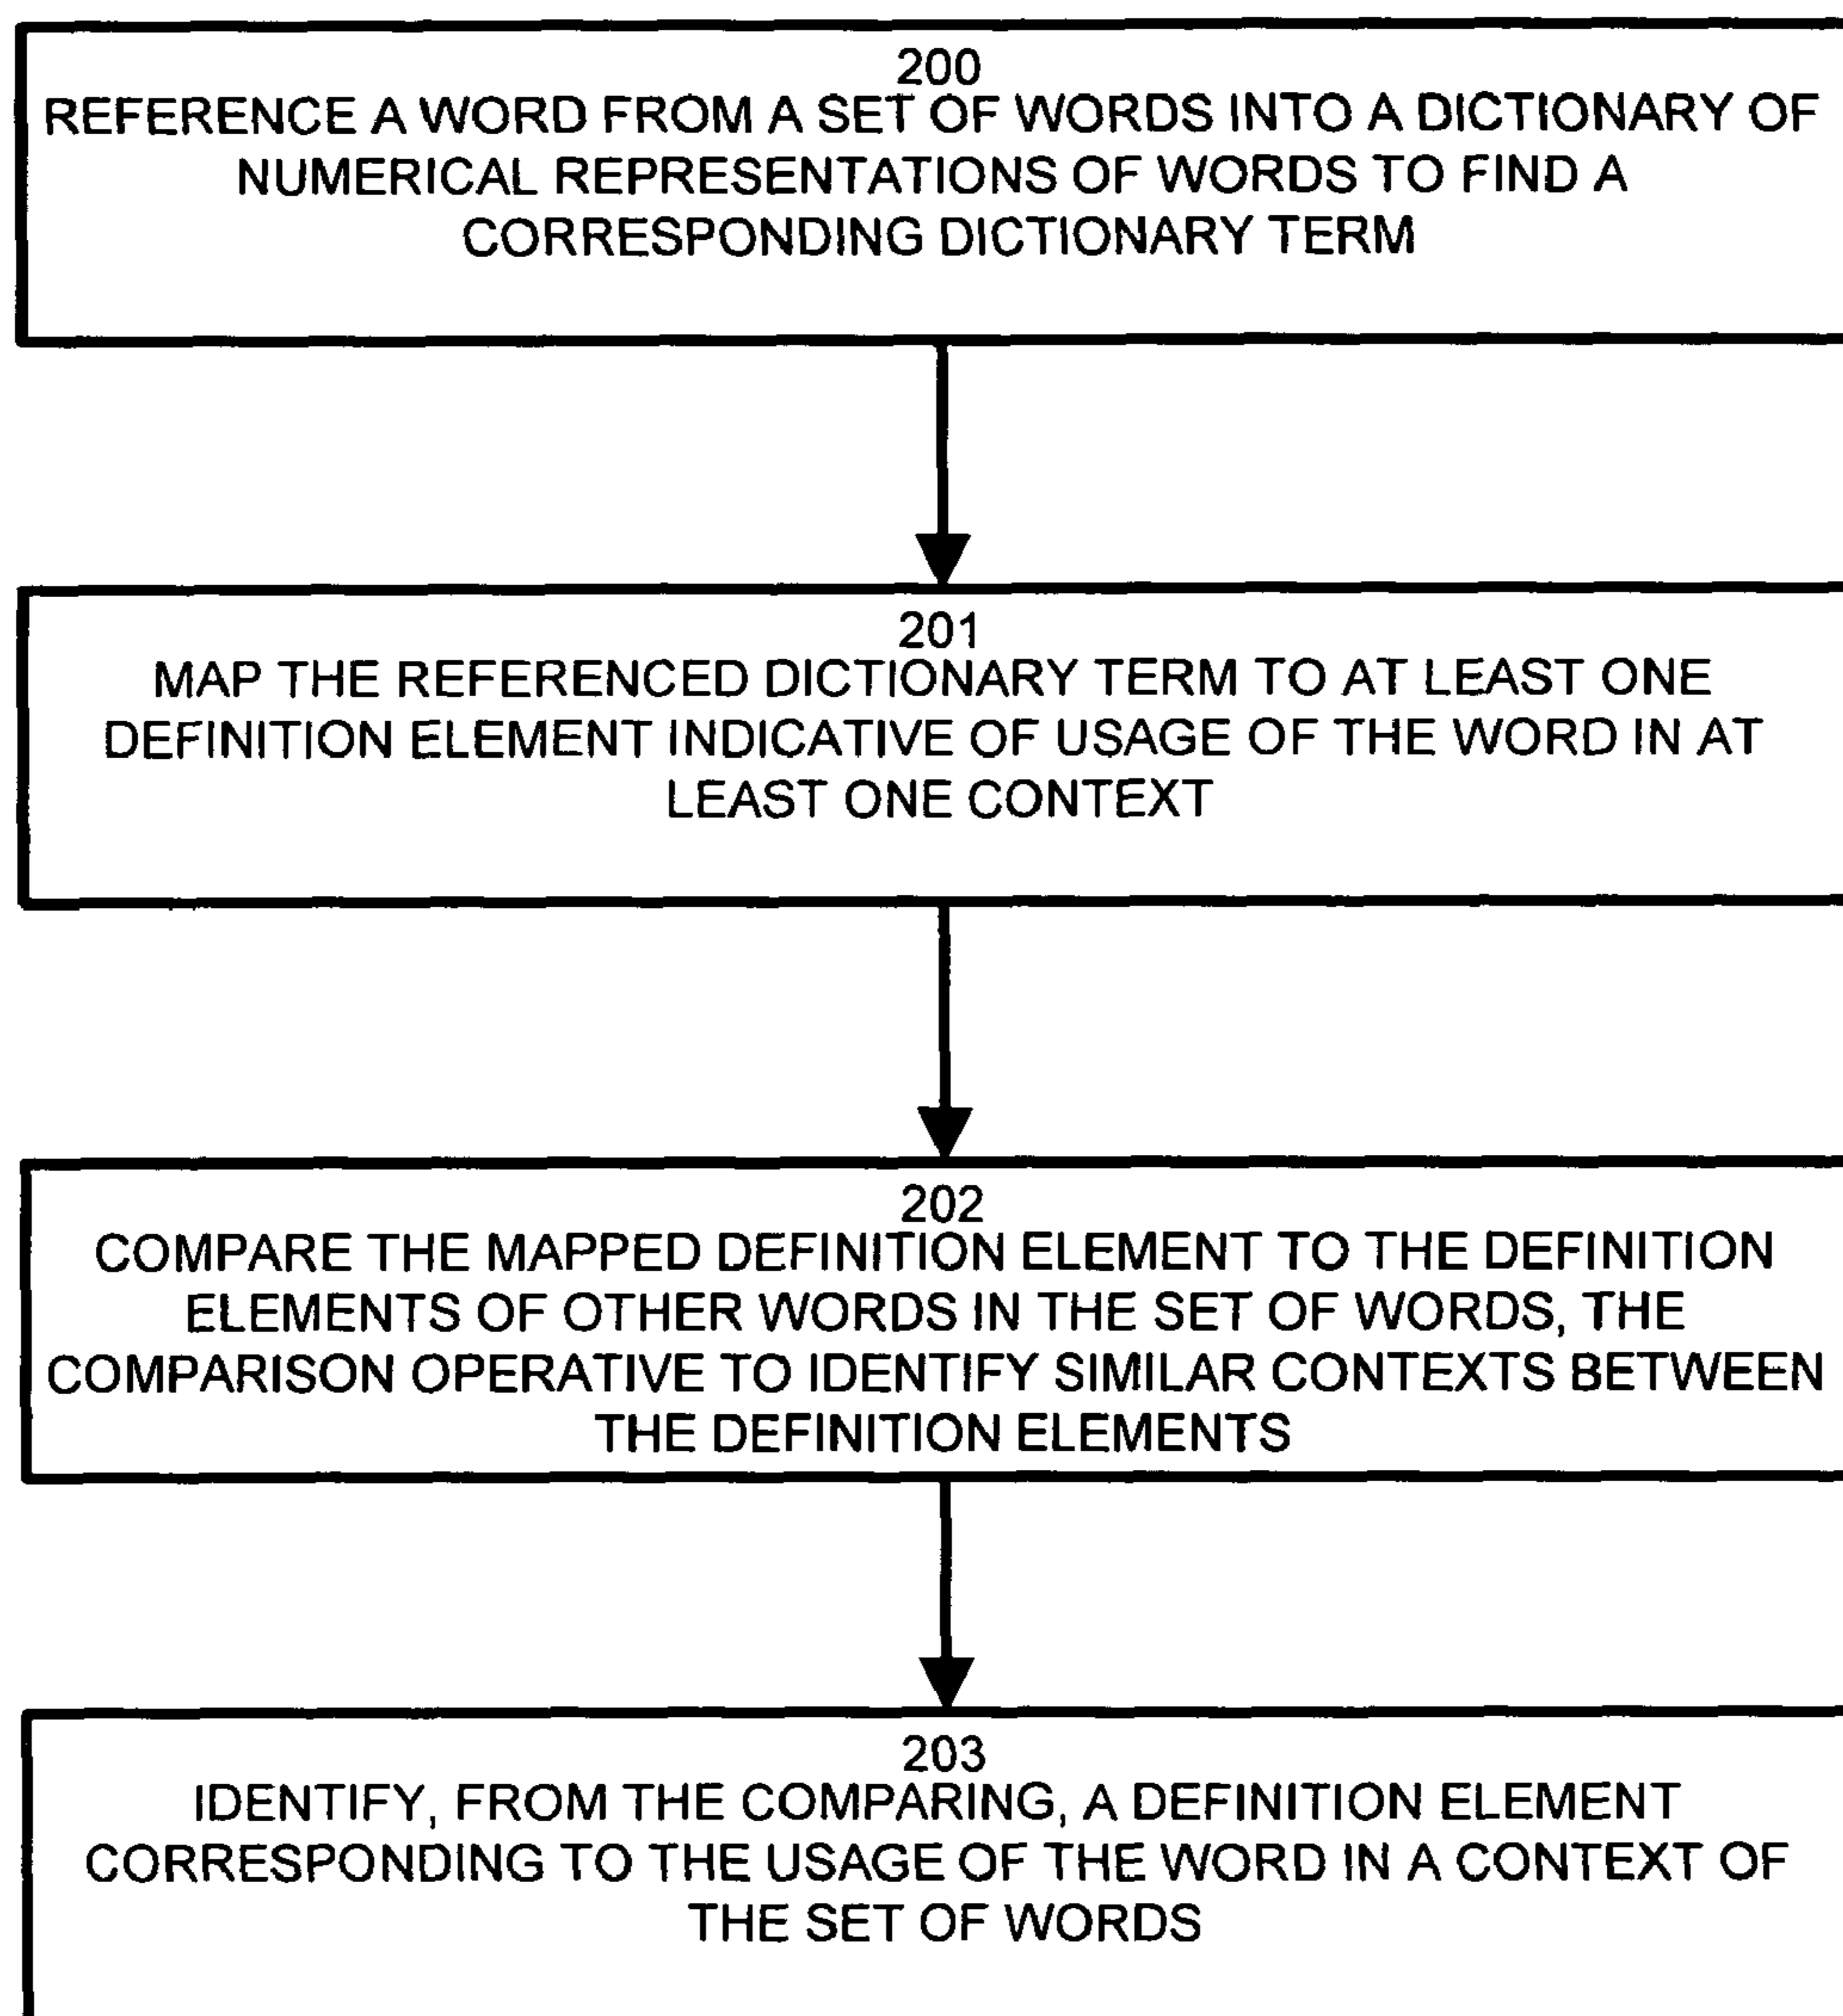 200
REFERENCE A WORD FROM A SET OF WORDS INTO A DICTIONARY OF
NUMERICAL REPRESENTATIONS OF WORDS TO FIND A
CORRESPONDING DICTIONARY TERM
201
MAP THE REFERENCED DICTIONARY TERM TO AT LEAST ONE
DEFINITION ELEMENT INDICATIVE OF USAGE OF THE WORD IN AT
LEAST ONE CONTEXT
202
COMPARE THE MAPPED DEFINITION ELEMENT TO THE DEFINITION
ELEMENTS OF OTHER WORDS IN THE SET OF WORDS, THE
COMPARISON OPERATIVE TO IDENTIFY SIMILAR CONTEXTS BETWEEN
THE DEFINITION ELEMENTS
203
IDENTIFY, FROM THE COMPARING, A DEFINITION ELEMENT
CORRESPONDING TO THE USAGE OF THE WORD IN A CONTEXT OF
THE SET OF WORDS